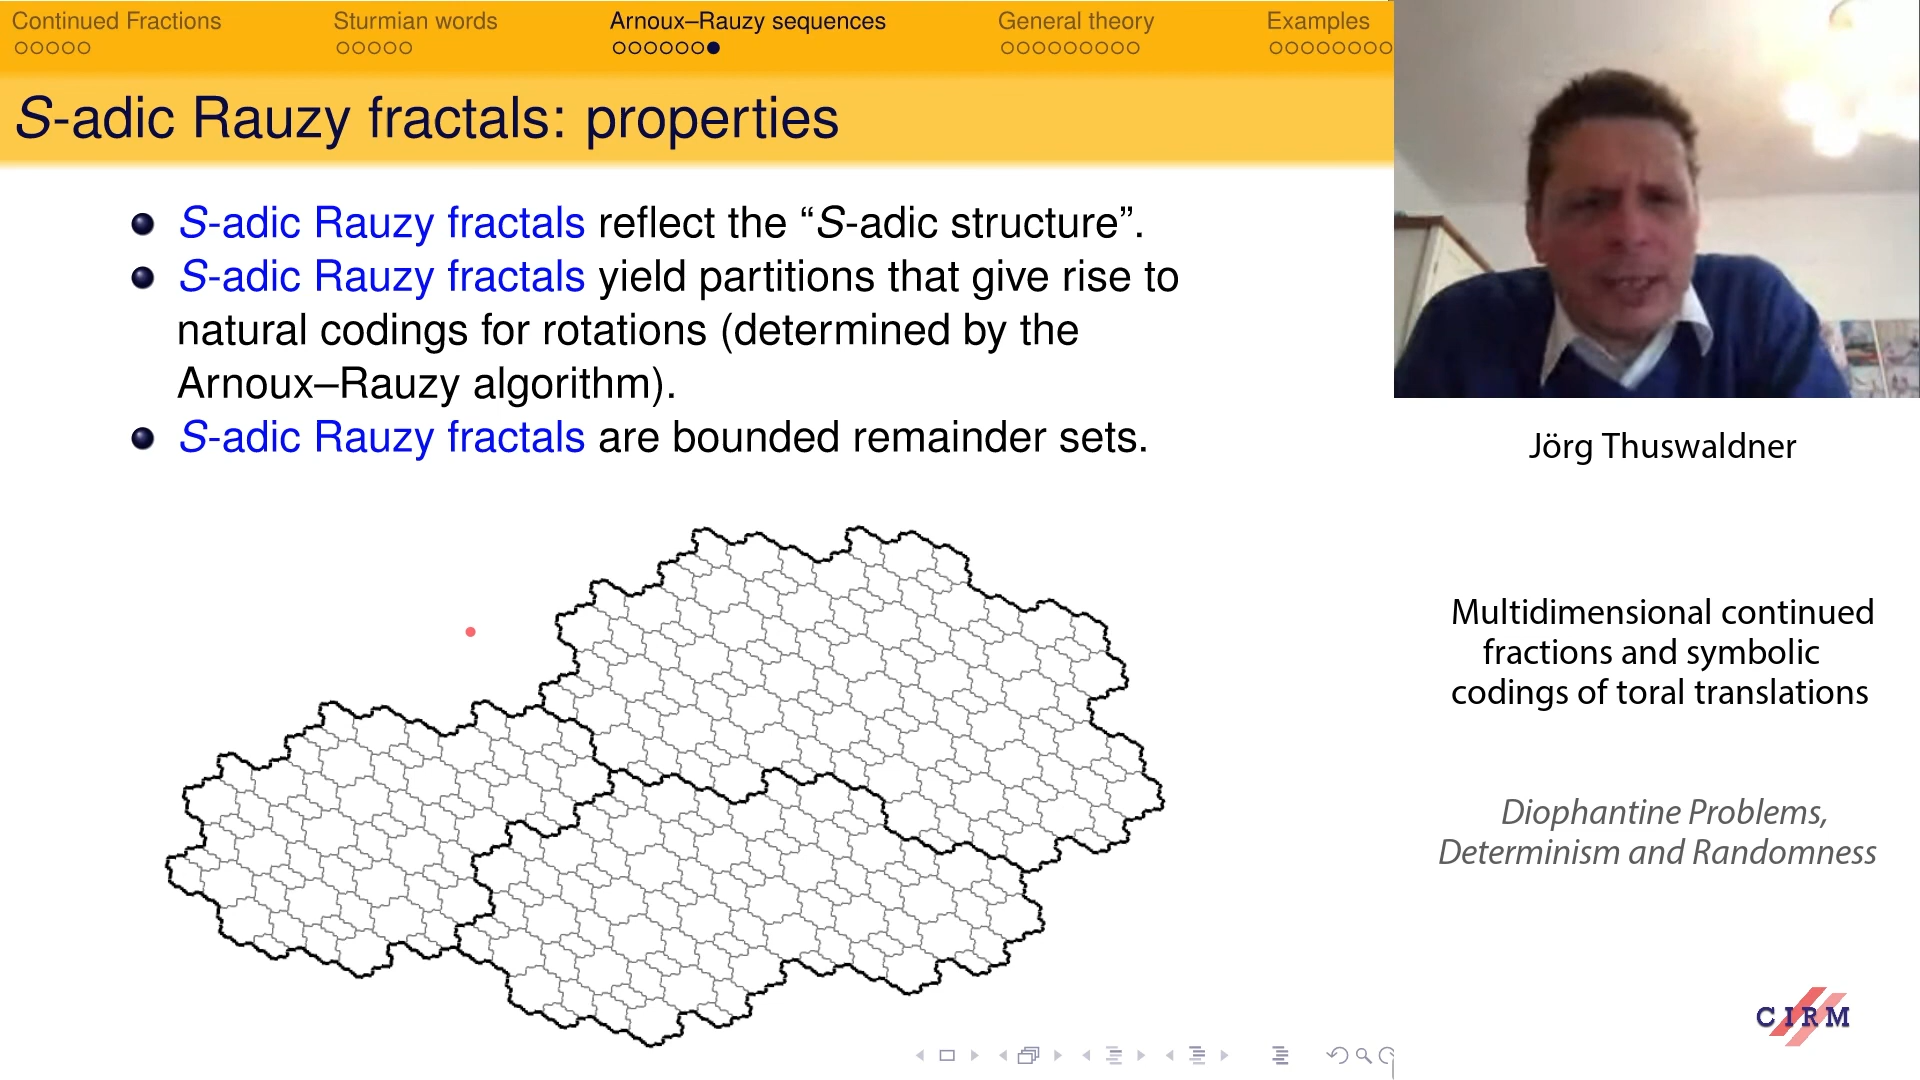 Continued Fractions
Sturmian words
Arnoux–Rauzy sequences
General theory
Examples
S-adic Rauzy fractals: properties
S-adic Rauzy fractals reflect the “S-adic structure”.
S-adic Rauzy fractals yield partitions that give rise to
natural codings for rotations (determined by the
Arnoux–Rauzy algorithm).
S-adic Rauzy fractals are bounded remainder sets.
Jörg Thuswaldner
Multidimensional continued
fractions and symbolic
codings of toral translations
Diophantine Problems,
Determinism and Randomness
CIRM